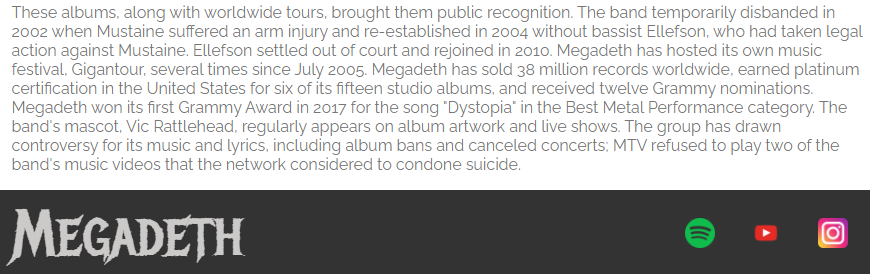 These albums, along with worldwide tours, brought them public recognition. The band temporarily disbanded in
2002 when Mustaine suffered an arm injury and re-established in 2004 without bassist Ellefson, who had taken legal
action against Mustaine. Ellefson settled out of court and rejoined in 2010. Megadeth has hosted its own music
festival, Gigantour, several times since July 2005. Megadeth has sold 38 million records worldwide, earned platinum
certification in the United States for six of its fifteen studio albums, and received twelve Grammy nominations.
Megadeth won its first Grammy Award in 2017 for the song "Dystopia" in the Best Metal Performance category. The
band's mascot, Vic Rattlehead, regularly appears on album artwork and live shows. The group has drawn
controversy for its music and lyrics, including album bans and canceled concerts; MTV refused to play two of the
band's music videos that the network considered to condone suicide.
MEGADETH